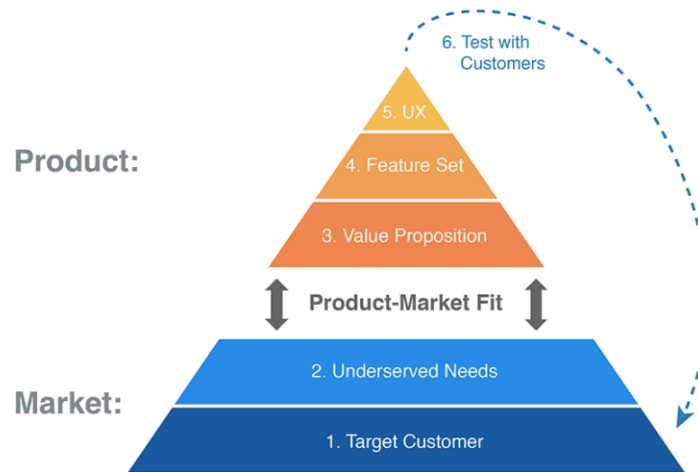 6. Test with
Customers
5. UX
Product:
4. Feature Set
3. Value Proposition
Product-Market Fit
2. Underserved Needs
Market:
1. Target Customer